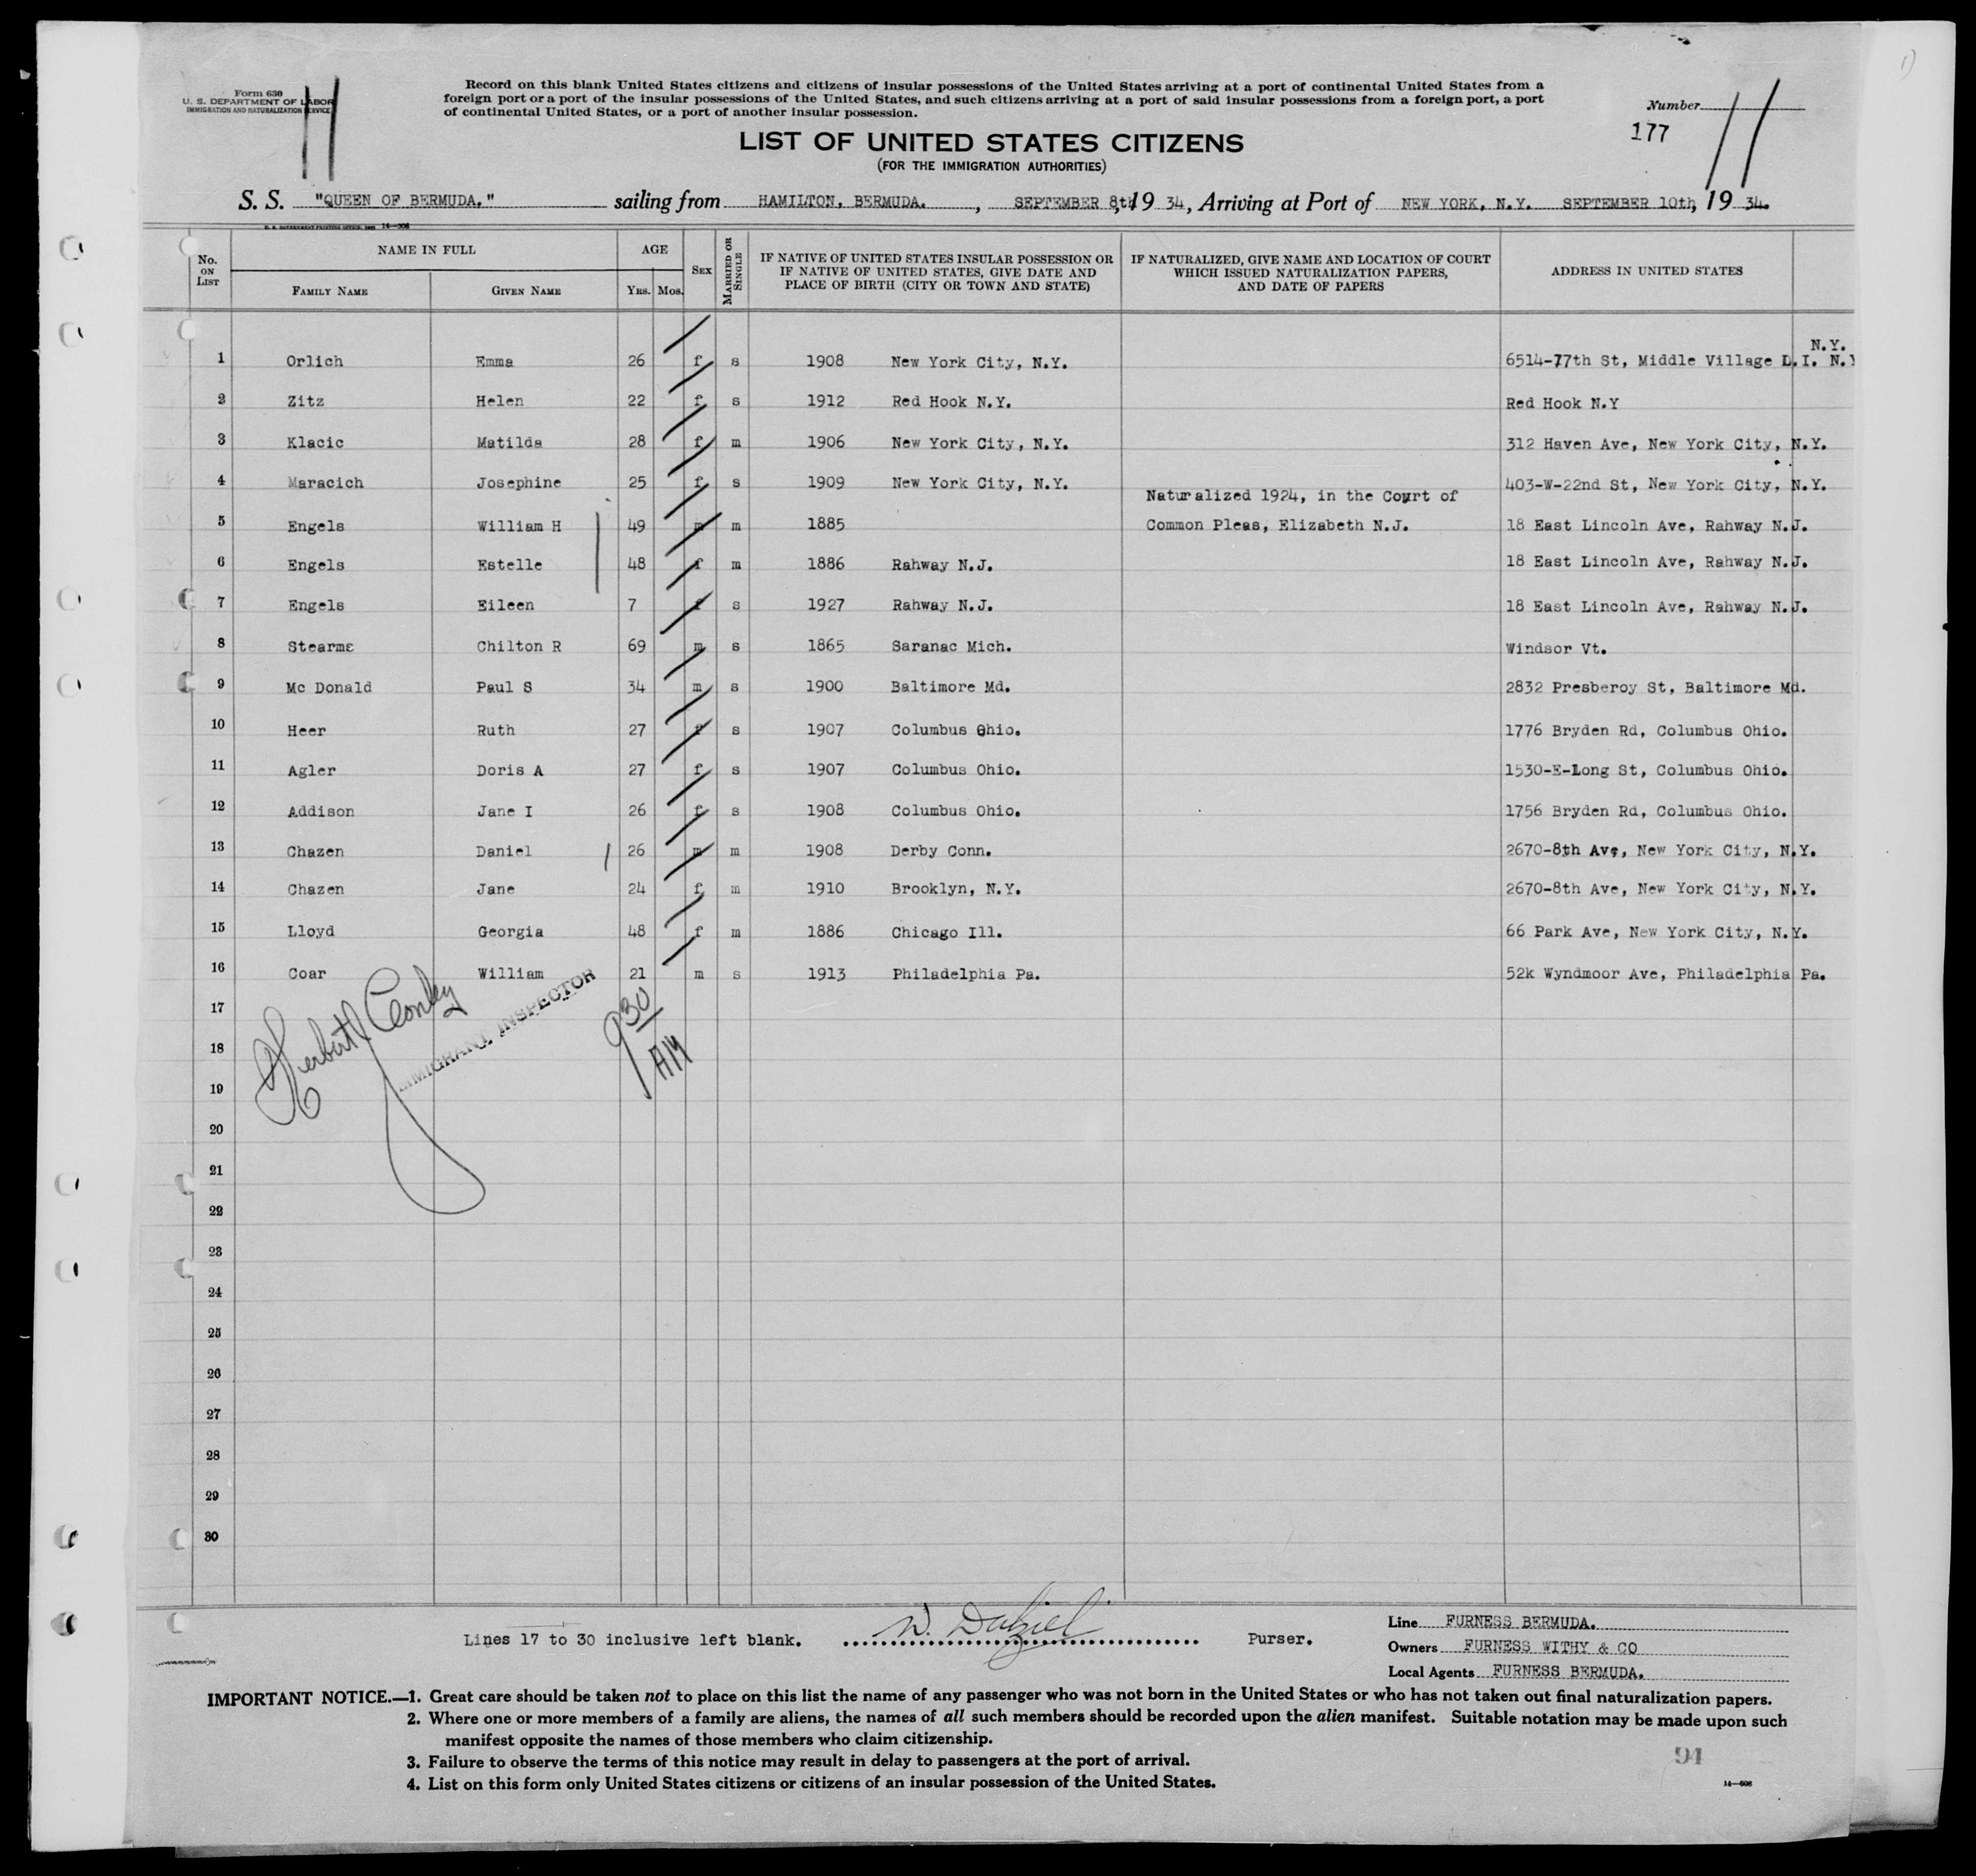 Form 630
U. S. DEPARTMENT OF LABOR
IMMIGRATION AND NATURALIZATION SERVICE
11
Record on this blank United States citizens and citizens of insular possessions of the United States arriving at a port of continental United States from a
foreign port or a port of the insular possessions of the United States, and such citizens arriving at a port of said insular possessions from a foreign port, a port
of continental United States, or a port of another insular possession.
Number
177
11
LIST OF UNITED STATES CITIZENS
(FOR THE IMMIGRATION AUTHORITIES)
S. S. "QUEEN OF BERMUDA." sailing from HAMILTON, BERMUDA. , SEPTEMBER 8th, 19 34, Arriving at Port of NEW YORK, N.Y. SEPTEMBER 10th, 19 34.
No. ON LIST NAME IN FULL FAMILY NAME GIVEN NAME AGE YRS. MOS. SEX MARRIED OR SINGLE IF NATIVE OF UNITED STATES INSULAR POSSESSION OR IF NATIVE OF UNITED STATES, GIVE DATE AND PLACE OF BIRTH (CITY OR TOWN AND STATE) IF NATURALIZED, GIVE NAME AND LOCATION OF COURT WHICH ISSUED NATURALIZATION PAPERS, AND DATE OF PAPERS ADDRESS IN UNITED STATES
N.Y.
1 Orlich Emma 26 f s 1908 New York City, N.Y. 6514-77th St, Middle Village L.I. N.Y
2 Zitz Helen 22 f s 1912 Red Hook N.Y. Red Hook N.Y
3 Klacic Matilda 28 f m 1906 New York City, N.Y. 312 Haven Ave, New York City, N.Y.
4 Maracich Josephine 25 f s 1909 New York City, N.Y. 403-W-22nd St, New York City, N.Y.
Naturalized 1924, in the Court of
5 Engels William H 49 m m 1885 Common Pleas, Elizabeth N.J. 18 East Lincoln Ave, Rahway N.J.
6 Engels Estelle 48 f m 1886 Rahway N.J. 18 East Lincoln Ave, Rahway N.J.
7 Engels Eileen 7 f s 1927 Rahway N.J. 18 East Lincoln Ave, Rahway N.J.
8 Stearms Chilton R 69 m s 1865 Saranac Mich. Windsor Vt.
9 Mc Donald Paul S 34 m s 1900 Baltimore Md. 2832 Presberoy St, Baltimore Md.
10 Heer Ruth 27 f s 1907 Columbus Ohio. 1776 Bryden Rd, Columbus Ohio.
11 Agler Doris A 27 f s 1907 Columbus Ohio. 1530-E-Long St, Columbus Ohio.
12 Addison Jane I 26 f s 1908 Columbus Ohio. 1756 Bryden Rd, Columbus Ohio.
13 Chazen Daniel 26 m m 1908 Derby Conn. 2670-8th Ave, New York City, N.Y.
14 Chazen Jane 24 f m 1910 Brooklyn, N.Y. 2670-8th Ave, New York City, N.Y.
15 Lloyd Georgia 48 f m 1886 Chicago Ill. 66 Park Ave, New York City, N.Y.
16 Coar William 21 m s 1913 Philadelphia Pa. 52k Wyndmoor Ave, Philadelphia Pa.
17
18
19
IMMIGRANT INSPECTOR
9 30 AM
20
21
22
23
24
25
26
27
28
29
30
Lines 17 to 30 inclusive left blank. W. Dalziel Purser.
Line FURNESS BERMUDA.
Owners FURNESS WITHY & CO
Local Agents FURNESS BERMUDA.
IMPORTANT NOTICE.—1. Great care should be taken not to place on this list the name of any passenger who was not born in the United States or who has not taken out final naturalization papers.
2. Where one or more members of a family are aliens, the names of all such members should be recorded upon the alien manifest. Suitable notation may be made upon such
manifest opposite the names of those members who claim citizenship.
3. Failure to observe the terms of this notice may result in delay to passengers at the port of arrival.
4. List on this form only United States citizens or citizens of an insular possession of the United States.
94